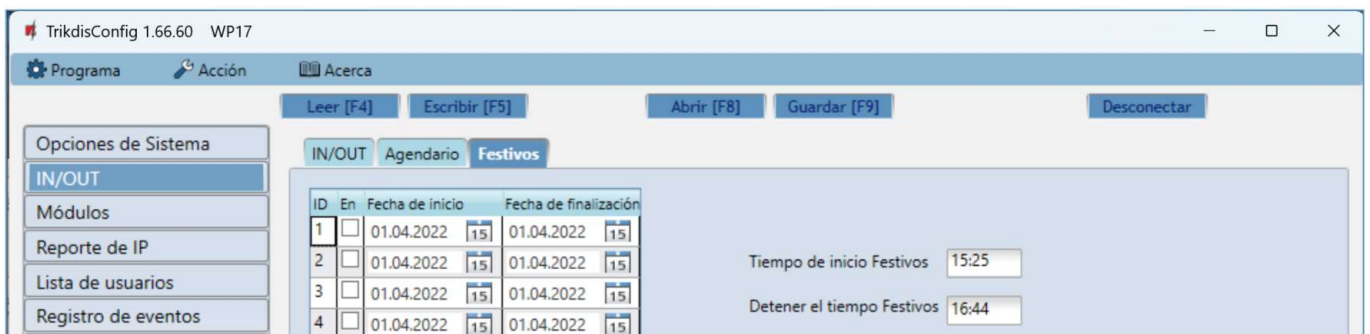 TrikdisConfig 1.66.60 WP17
Programa Acción Acerca
Leer [F4] Escribir [F5] Abrir [F8] Guardar [F9] Desconectar
Opciones de Sistema
IN/OUT
Módulos
Reporte de IP
Lista de usuarios
Registro de eventos
IN/OUT Agendario Festivos
ID En Fecha de inicio Fecha de finalización
1 01.04.2022 15 01.04.2022 15
2 01.04.2022 15 01.04.2022 15
3 01.04.2022 15 01.04.2022 15
4 01.04.2022 15 01.04.2022 15
Tiempo de inicio Festivos 15:25
Detener el tiempo Festivos 16:44